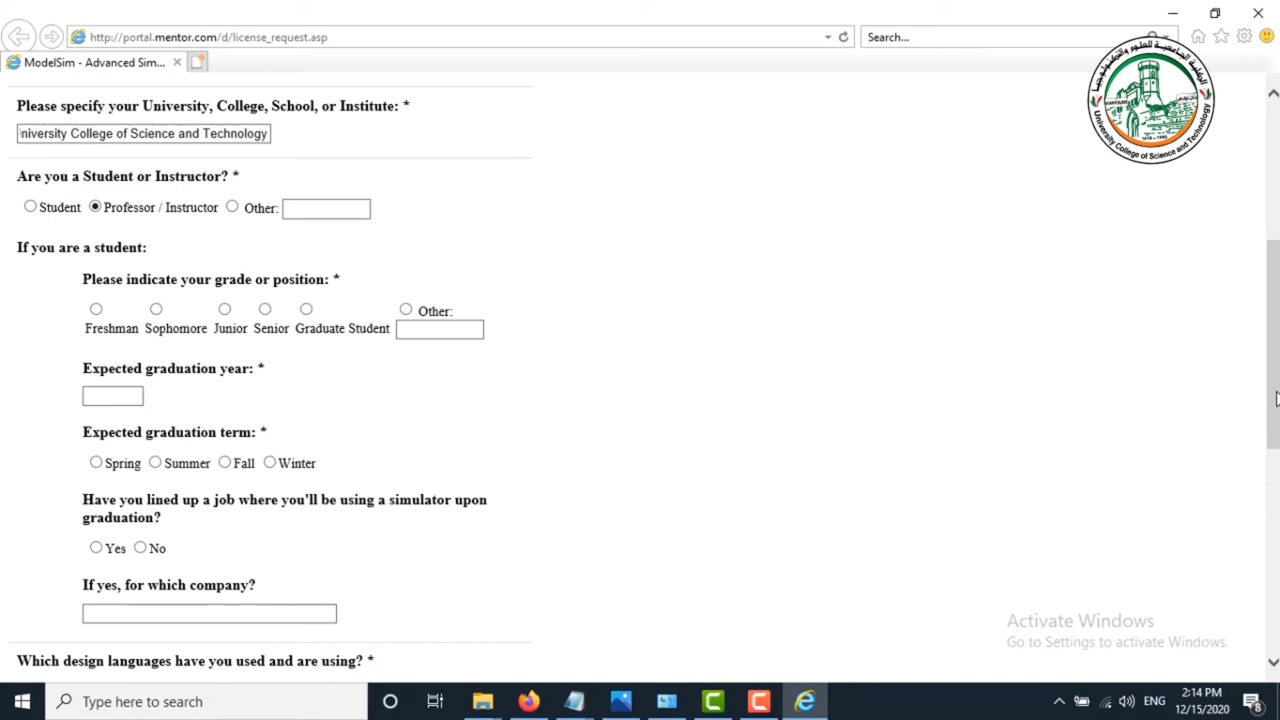 http://portal.mentor.com/d/license_request.asp
Search...
ModelSim - Advanced Sim...
Please specify your University, College, School, or Institute: *
niversity College of Science and Technology
Are you a Student or Instructor? *
Student Professor / Instructor Other:
If you are a student:
Please indicate your grade or position: *
Other:
Freshman Sophomore Junior Senior Graduate Student
Expected graduation year: *
Expected graduation term: *
Spring Summer Fall Winter
Have you lined up a job where you'll be using a simulator upon
graduation?
Yes No
If yes, for which company?
Which design languages have you used and are using? *
الكلية الجامعية للعلوم والتكنولوجيا
University College of Science and Technology
Activate Windows
Go to Settings to activate Windows.
Type here to search
ENG
2:14 PM
12/15/2020
8